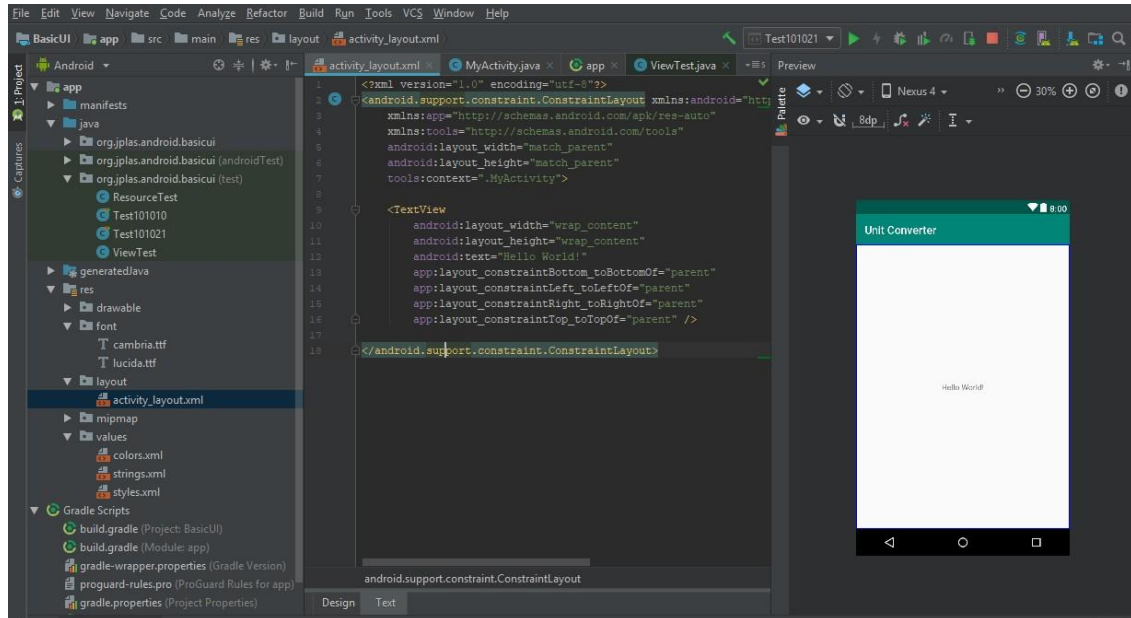 File Edit View Navigate Code Analyze Refactor Build Run Tools VCS Window Help
BasicUI app src main res layout activity_layout.xml Test101021
Android
activity_layout.xml MyActivity.java app ViewTest.java Preview
1: Project
Captures
app
manifests
java
org.jplas.android.basicui
org.jplas.android.basicui (androidTest)
org.jplas.android.basicui (test)
ResourceTest
Test101010
Test101021
ViewTest
generatedJava
res
drawable
font
cambria.ttf
lucida.ttf
layout
activity_layout.xml
mipmap
values
colors.xml
strings.xml
styles.xml
Gradle Scripts
build.gradle (Project: BasicUI)
build.gradle (Module: app)
gradle-wrapper.properties (Gradle Version)
proguard-rules.pro (ProGuard Rules for app)
gradle.properties (Project Properties)
1 <?xml version="1.0" encoding="utf-8"?>
2 <android.support.constraint.ConstraintLayout xmlns:android="http
3 xmlns:app="http://schemas.android.com/apk/res-auto"
4 xmlns:tools="http://schemas.android.com/tools"
5 android:layout_width="match_parent"
6 android:layout_height="match_parent"
7 tools:context=".MyActivity">
8
9 <TextView
10 android:layout_width="wrap_content"
11 android:layout_height="wrap_content"
12 android:text="Hello World!"
13 app:layout_constraintBottom_toBottomOf="parent"
14 app:layout_constraintLeft_toLeftOf="parent"
15 app:layout_constraintRight_toRightOf="parent"
16 app:layout_constraintTop_toTopOf="parent" />
17
18 </android.support.constraint.ConstraintLayout>
android.support.constraint.ConstraintLayout
Design Text
Palette
Nexus 4 30%
8dp
8:00
Unit Converter
Hello World!